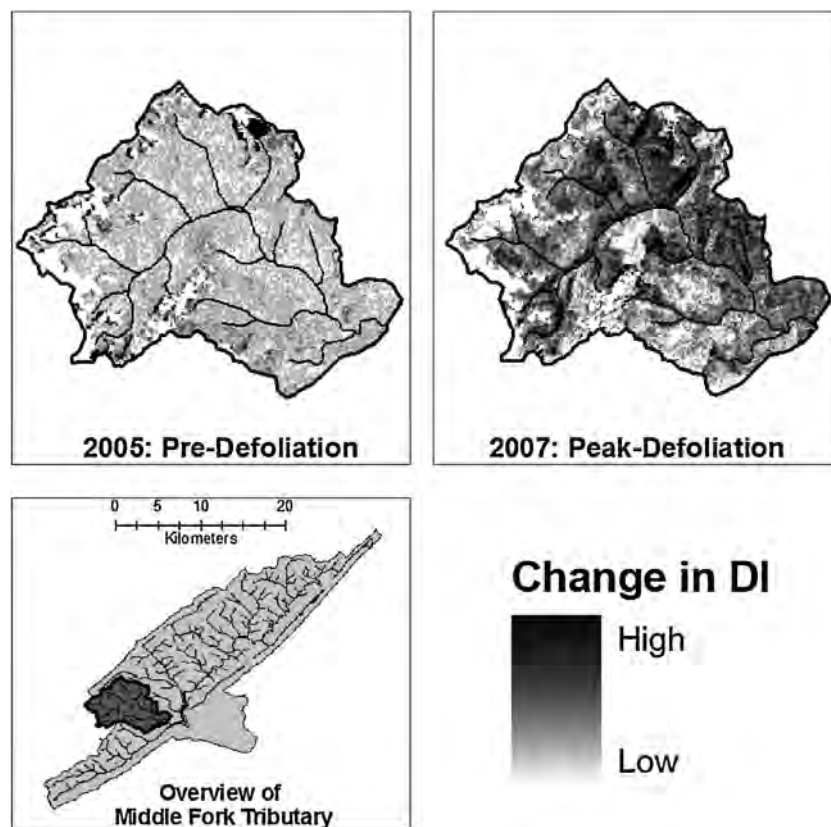 2005: Pre-Defoliation
2007: Peak-Defoliation
0 5 10 20
Kilometers
Overview of
Middle Fork Tributary
Change in DI
High
Low